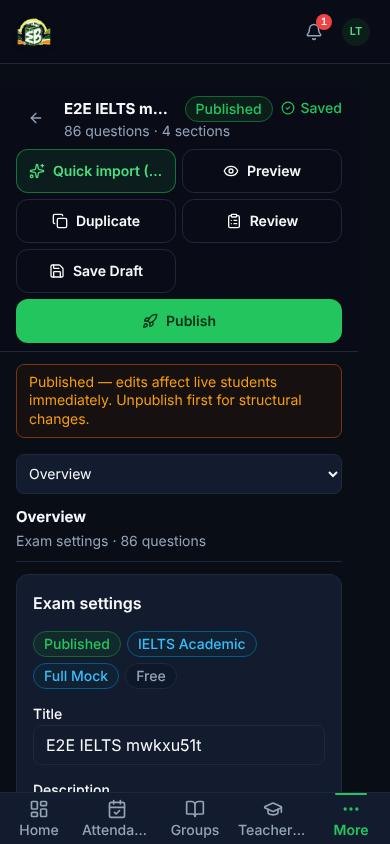 1
LT
E2E IELTS m...
Published
Saved
86 questions · 4 sections
Quick import (...
Preview
Duplicate
Review
Save Draft
Publish
Published — edits affect live students
immediately. Unpublish first for structural
changes.
Overview
Overview
Exam settings · 86 questions
Exam settings
Published
IELTS Academic
Full Mock
Free
Title
E2E IELTS mwkxu51t
Description
Home
Attenda...
Groups
Teacher...
More